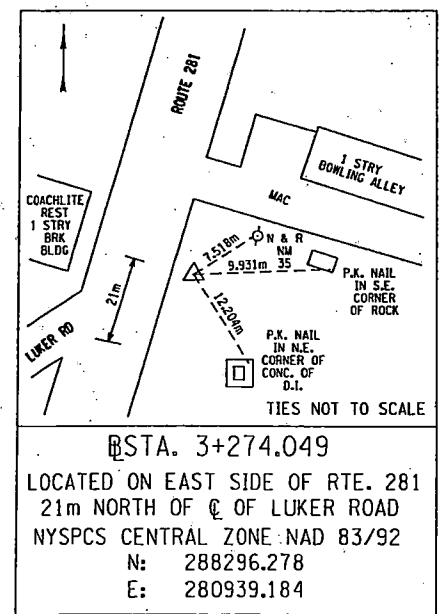 ROUTE 281
1 STRY
BOWLING ALLEY
MAC
COACHLITE
REST
1 STRY
BRK
BLDG
7.518m
N & R
NM
35
9.931m
P.K. NAIL
IN S.E.
CORNER
OF ROCK
21m
12.204m
LUKER RD
P.K. NAIL
IN N.E.
CORNER OF
CONC. OF
D.I.
TIES NOT TO SCALE
BL STA. 3+274.049
LOCATED ON EAST SIDE OF RTE. 281
21m NORTH OF CL OF LUKER ROAD
NYSPCS CENTRAL ZONE NAD 83/92
N: 288296.278
E: 280939.184